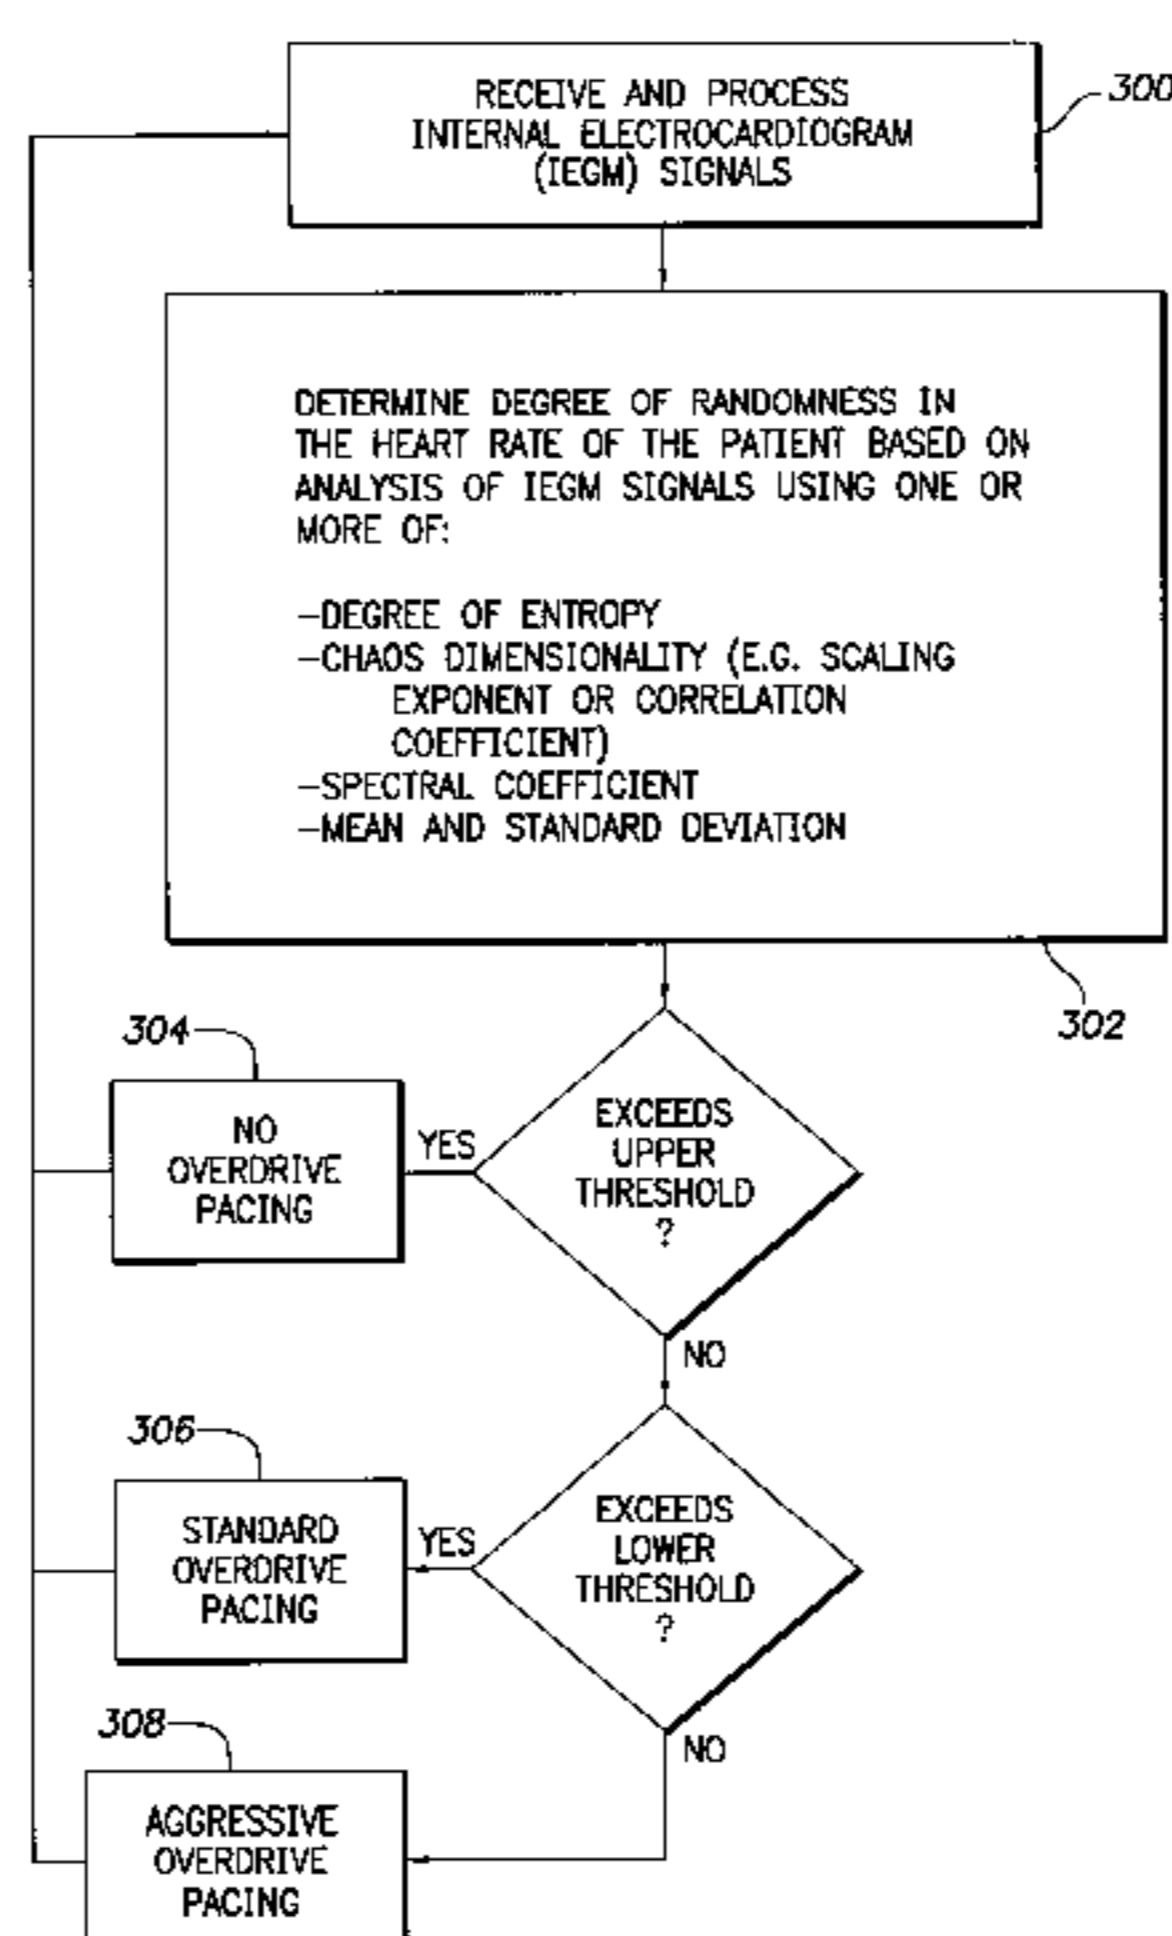 RECEIVE AND PROCESS
INTERNAL ELECTROCARDIOGRAM
(IEGM) SIGNALS
300
DETERMINE DEGREE OF RANDOMNESS IN
THE HEART RATE OF THE PATIENT BASED ON
ANALYSIS OF IEGM SIGNALS USING ONE OR
MORE OF:
-DEGREE OF ENTROPY
-CHAOS DIMENSIONALITY (E.G. SCALING
EXPONENT OR CORRELATION
COEFFICIENT)
-SPECTRAL COEFFICIENT
-MEAN AND STANDARD DEVIATION
302
304
NO
OVERDRIVE
PACING
YES
EXCEEDS
UPPER
THRESHOLD
?
NO
306
STANDARD
OVERDRIVE
PACING
YES
EXCEEDS
LOWER
THRESHOLD
?
NO
308
AGGRESSIVE
OVERDRIVE
PACING